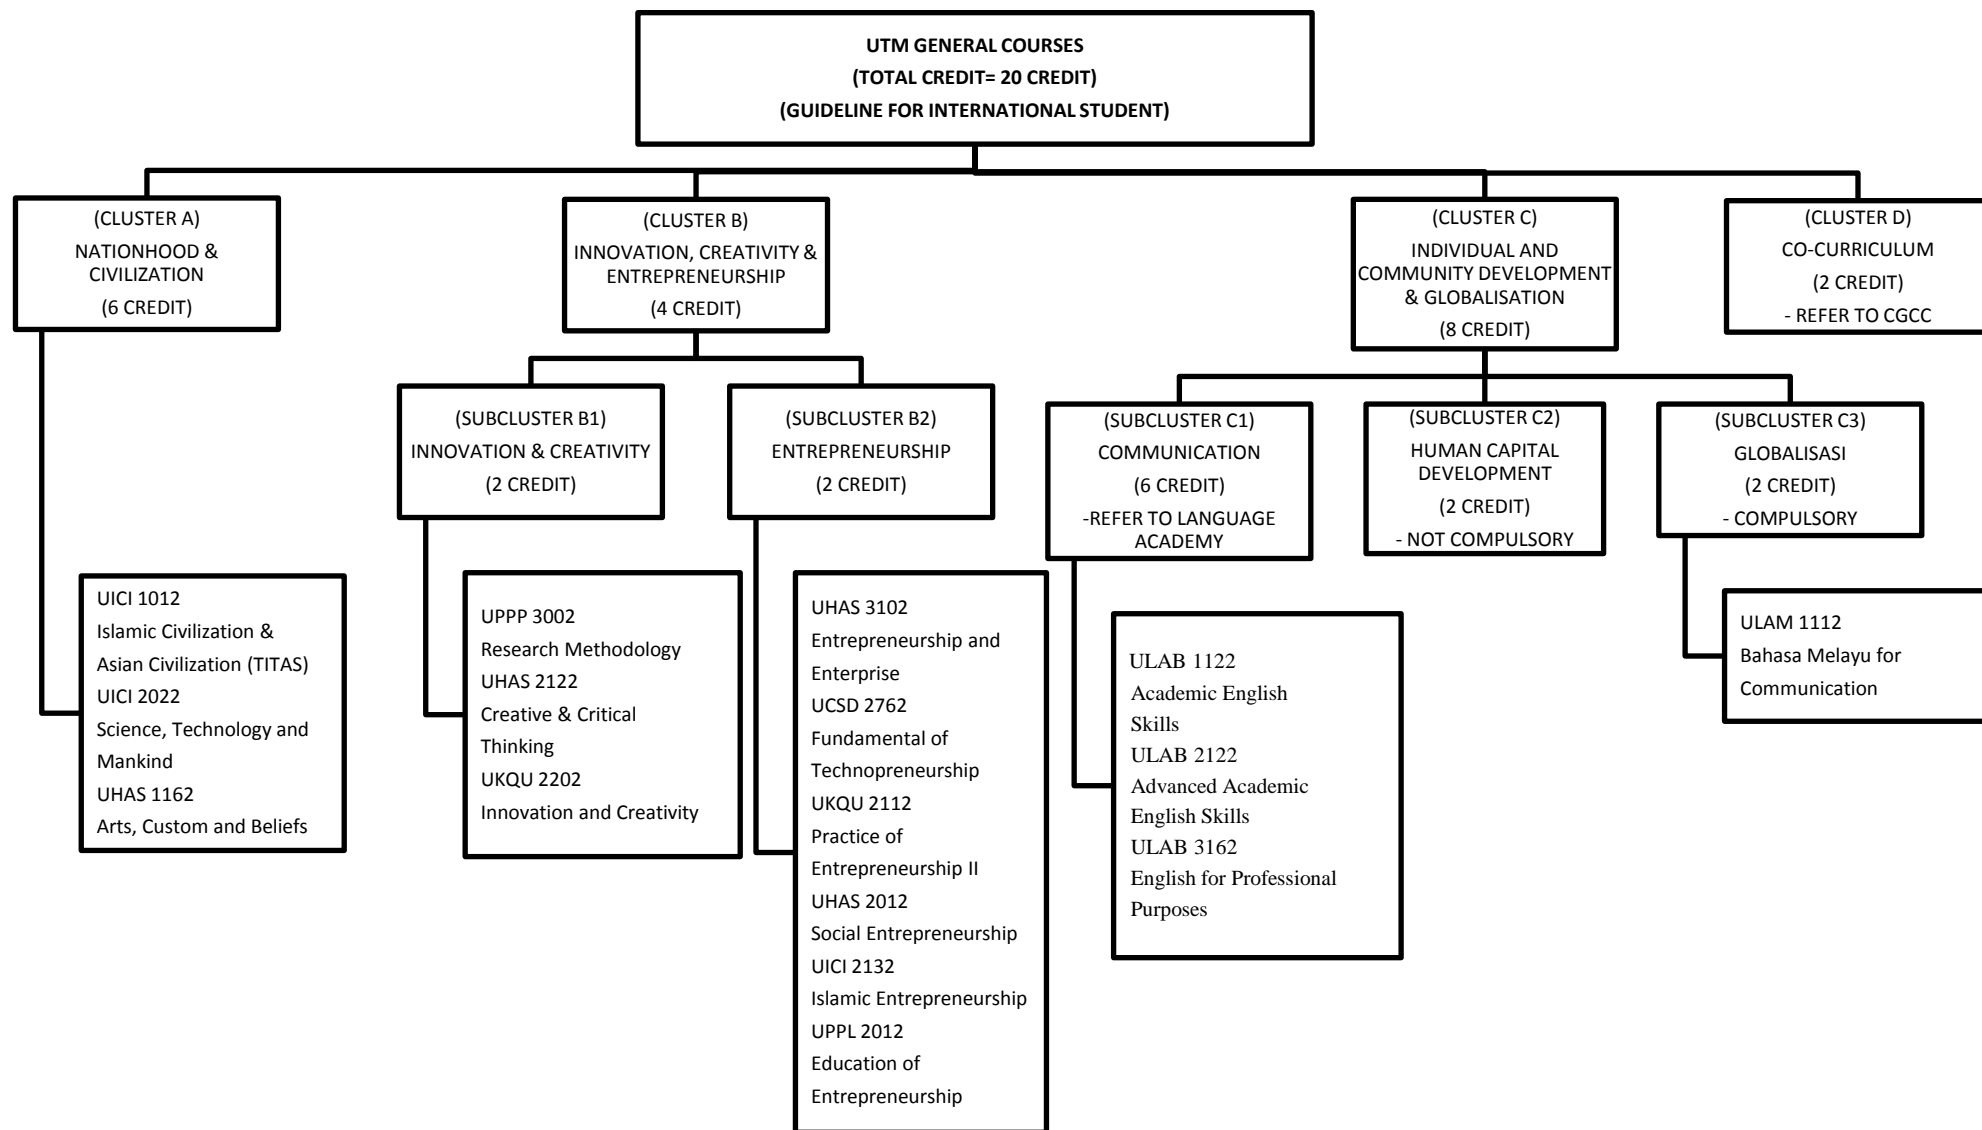 UTM GENERAL COURSES
(TOTAL CREDIT= 20 CREDIT)
(GUIDELINE FOR INTERNATIONAL STUDENT)
(CLUSTER A)
NATIONHOOD &
CIVILIZATION
(6 CREDIT)
(CLUSTER B)
INNOVATION, CREATIVITY &
ENTREPRENEURSHIP
(4 CREDIT)
(CLUSTER C)
INDIVIDUAL AND
COMMUNITY DEVELOPMENT
& GLOBALISATION
(8 CREDIT)
(CLUSTER D)
CO-CURRICULUM
(2 CREDIT)
- REFER TO CGCC
(SUBCLUSTER B1)
INNOVATION & CREATIVITY
(2 CREDIT)
(SUBCLUSTER B2)
ENTREPRENEURSHIP
(2 CREDIT)
(SUBCLUSTER C1)
COMMUNICATION
(6 CREDIT)
-REFER TO LANGUAGE
ACADEMY
(SUBCLUSTER C2)
HUMAN CAPITAL
DEVELOPMENT
(2 CREDIT)
- NOT COMPULSORY
(SUBCLUSTER C3)
GLOBALISASI
(2 CREDIT)
- COMPULSORY
UICI 1012
Islamic Civilization &
Asian Civilization (TITAS)
UICI 2022
Science, Technology and
Mankind
UHAS 1162
Arts, Custom and Beliefs
UPPP 3002
Research Methodology
UHAS 2122
Creative & Critical
Thinking
UKQU 2202
Innovation and Creativity
UHAS 3102
Entrepreneurship and
Enterprise
UCSD 2762
Fundamental of
Technopreneurship
UKQU 2112
Practice of
Entrepreneurship II
UHAS 2012
Social Entrepreneurship
UICI 2132
Islamic Entrepreneurship
UPPL 2012
Education of
Entrepreneurship
ULAB 1122
Academic English
Skills
ULAB 2122
Advanced Academic
English Skills
ULAB 3162
English for Professional
Purposes
ULAM 1112
Bahasa Melayu for
Communication